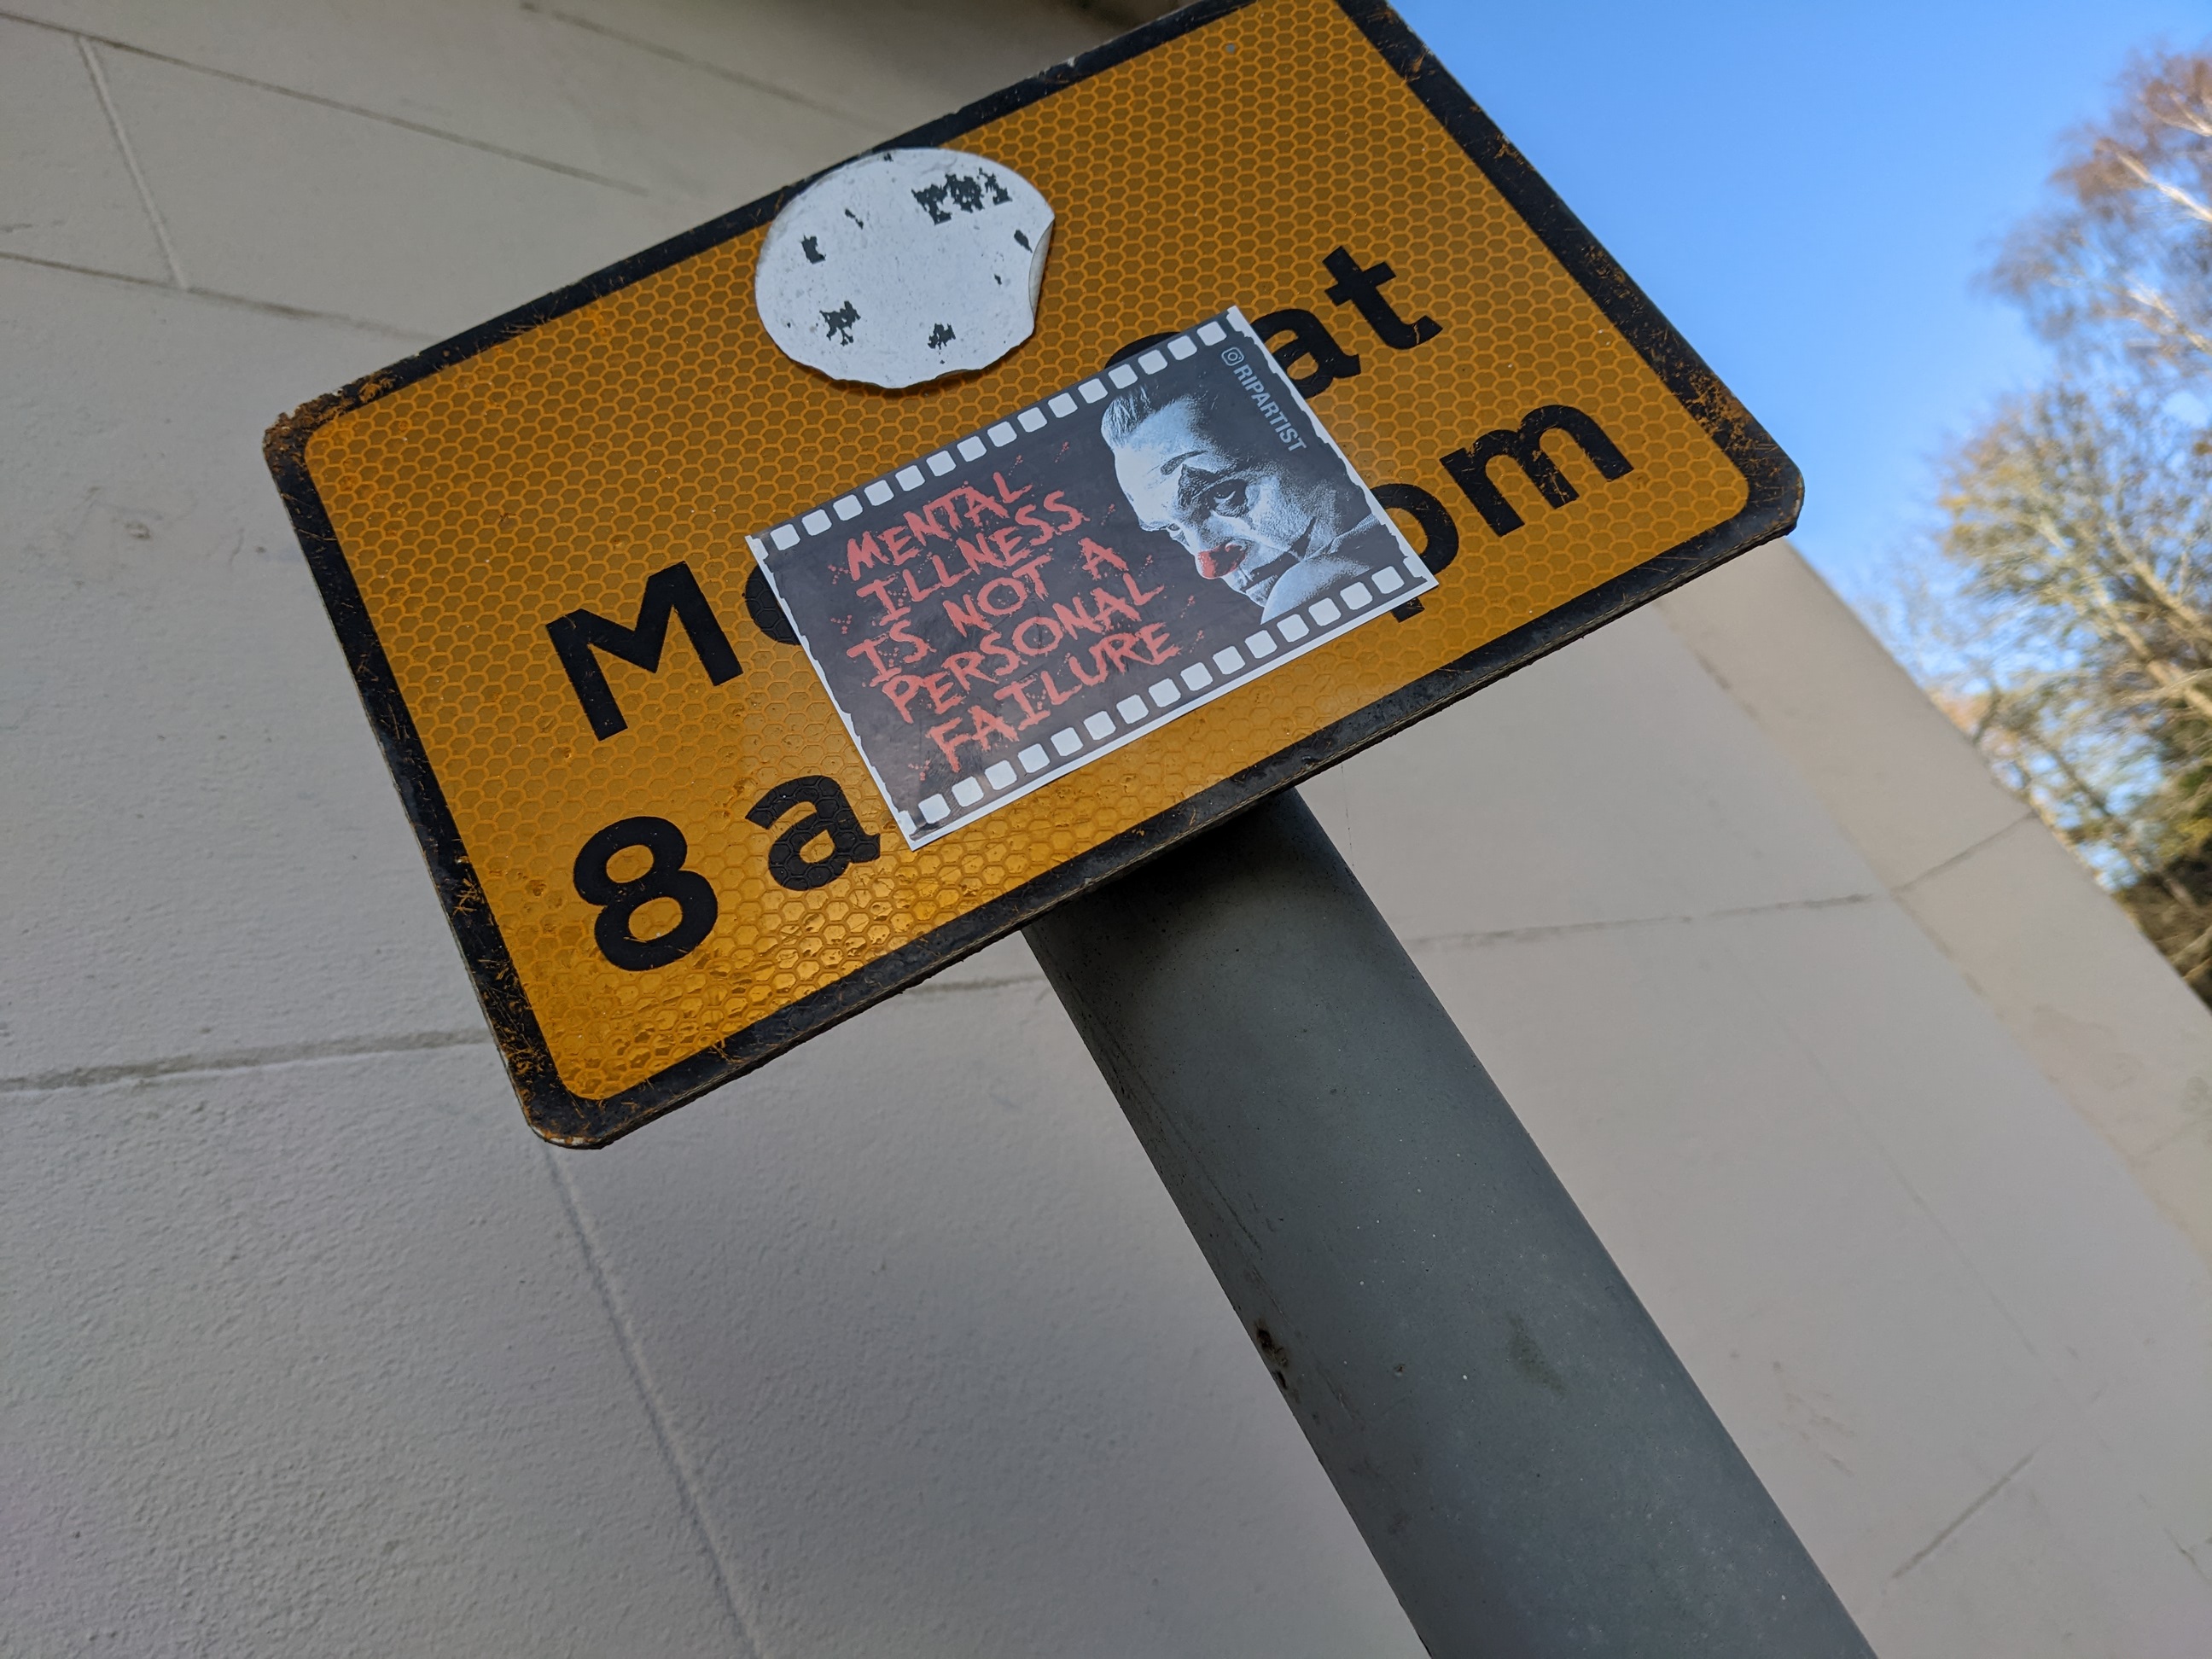 M at
8 a pm
MENTAL
ILLNESS
IS NOT A
PERSONAL
FAILURE
RIPARTIST